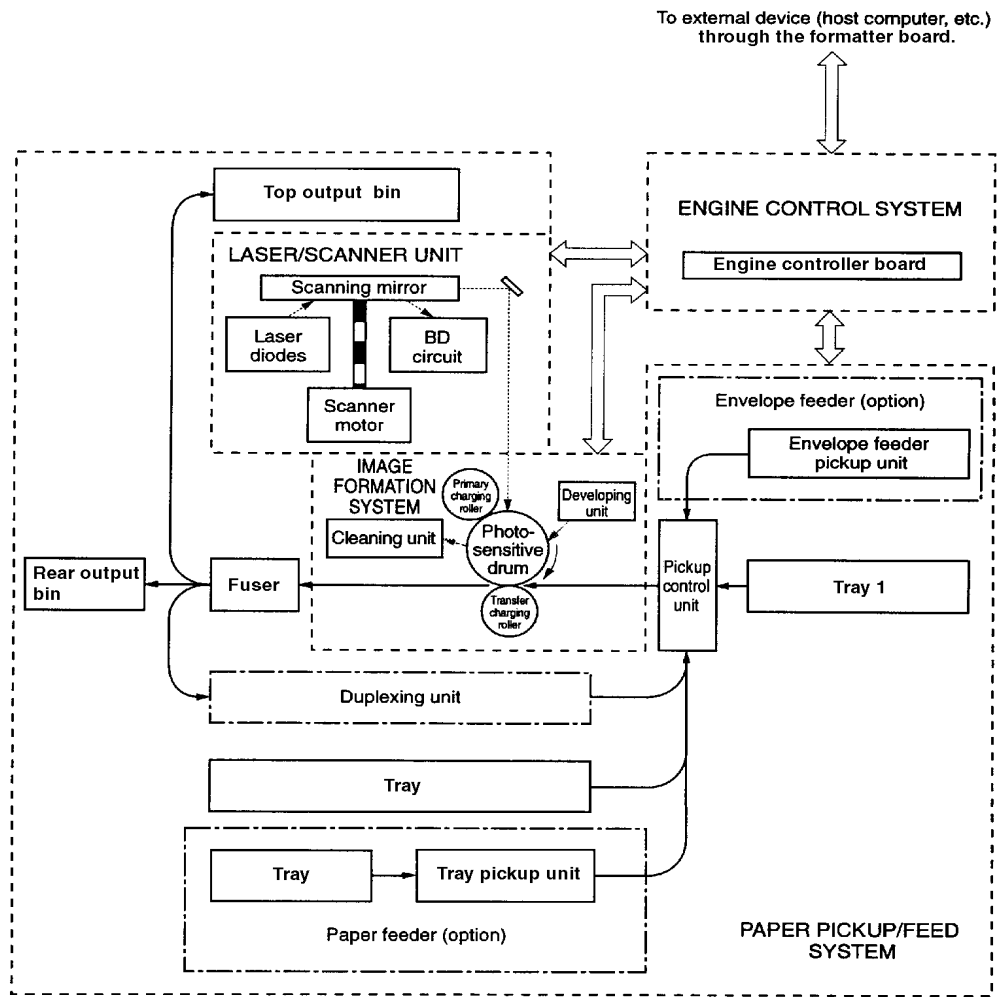 To external device (host computer, etc.)
through the formatter board.
Top output bin
ENGINE CONTROL SYSTEM
Engine controller board
LASER/SCANNER UNIT
Scanning mirror
Laser
diodes
BD
circuit
Scanner
motor
Envelope feeder (option)
Envelope feeder
pickup unit
IMAGE
FORMATION
SYSTEM
Primary
charging
roller
Developing
unit
Cleaning unit
Photo-
sensitive
drum
Transfer
charging
roller
Pickup
control
unit
Tray 1
Rear output
bin
Fuser
Duplexing unit
Tray
Tray
Tray pickup unit
Paper feeder (option)
PAPER PICKUP/FEED
SYSTEM